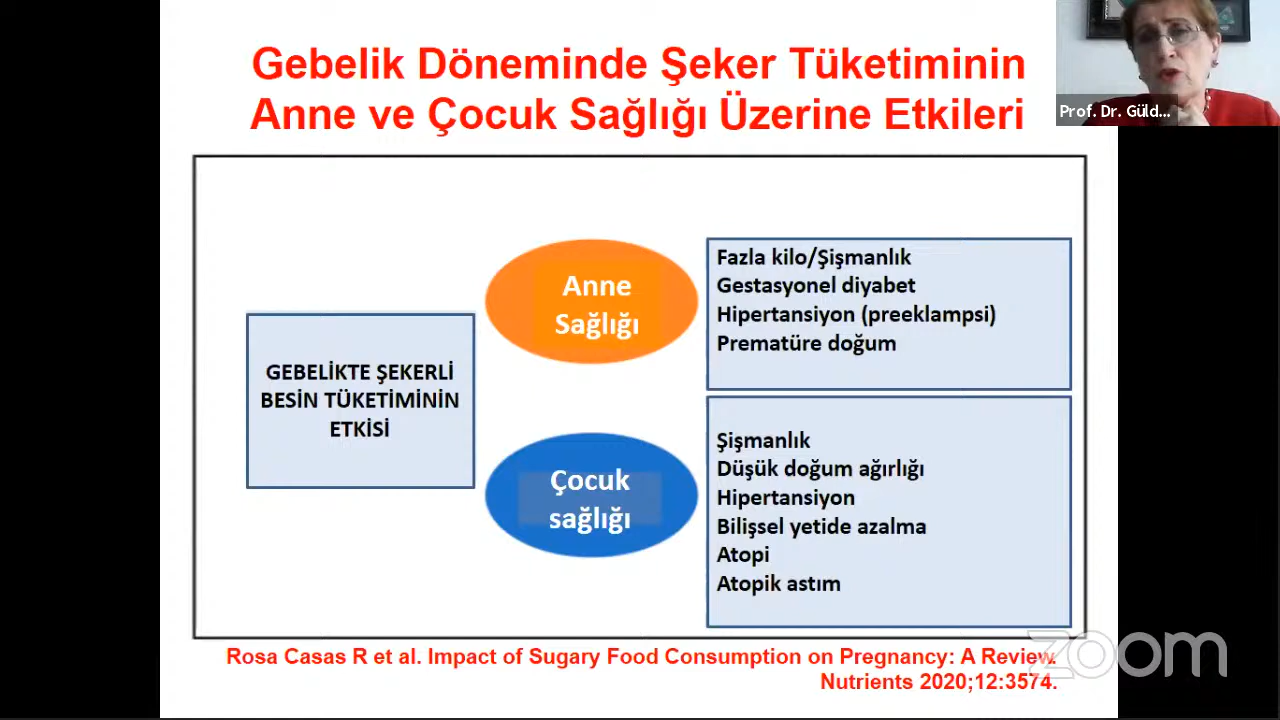 Gebelik Döneminde Şeker Tüketiminin
Anne ve Çocuk Sağlığı Üzerine Etkileri
Prof. Dr. Güld...
GEBELİKTE ŞEKERLİ
BESİN TÜKETİMİNİN
ETKİSİ
Anne
Sağlığı
Fazla kilo/Şişmanlık
Gestasyonel diyabet
Hipertansiyon (preeklampsi)
Prematüre doğum
Çocuk
sağlığı
Şişmanlık
Düşük doğum ağırlığı
Hipertansiyon
Bilişsel yetide azalma
Atopi
Atopik astım
Rosa Casas R et al. Impact of Sugary Food Consumption on Pregnancy: A Review.
Nutrients 2020;12:3574.
zoom